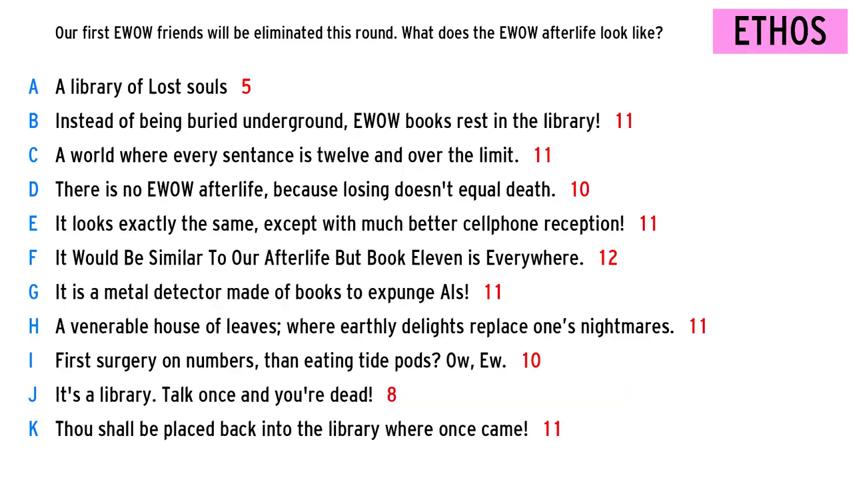 Our first EWOW friends will be eliminated this round. What does the EWOW afterlife look like?
ETHOS
A A library of Lost souls 5
B Instead of being buried underground, EWOW books rest in the library! 11
C A world where every sentance is twelve and over the limit. 11
D There is no EWOW afterlife, because losing doesn't equal death. 10
E It looks exactly the same, except with much better cellphone reception! 11
F It Would Be Similar To Our Afterlife But Book Eleven is Everywhere. 12
G It is a metal detector made of books to expunge AIs! 11
H A venerable house of leaves; where earthly delights replace one’s nightmares. 11
I First surgery on numbers, than eating tide pods? Ow, Ew. 10
J It's a library. Talk once and you're dead! 8
K Thou shall be placed back into the library where once came! 11